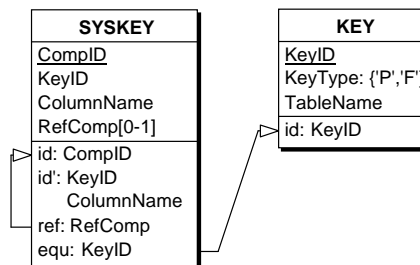 SYSKEY
CompID
KeyID
ColumnName
RefComp[0-1]
id: CompID
id': KeyID
ColumnName
ref: RefComp
equ: KeyID
KEY
KeyID
KeyType: {'P','F'}
TableName
id: KeyID